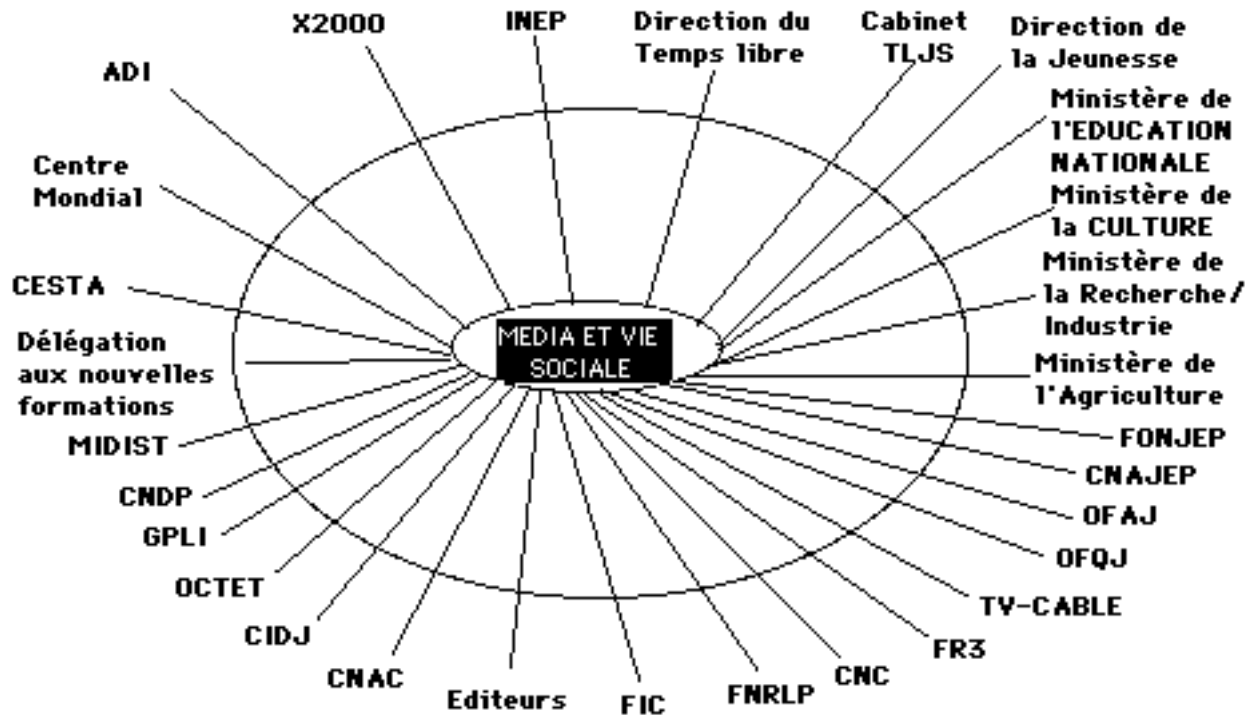 X2000
INEP
Direction du
Temps libre
Cabinet
TLJS
Direction de
la Jeunesse
ADI
Ministère de
l'EDUCATION
NATIONALE
Centre
Mondial
Ministère de
la CULTURE
CESTA
Ministère de
la Recherche/
Industrie
MEDIA ET VIE
SOCIALE
Délégation
aux nouvelles
formations
Ministère de
l'Agriculture
MIDIST
FONJEP
CNDP
CNAJEP
GPLI
OFAJ
OCTET
OFQJ
CIDJ
TV-CABLE
CNAC
FR3
Editeurs
FIC
FNRLP
CNC